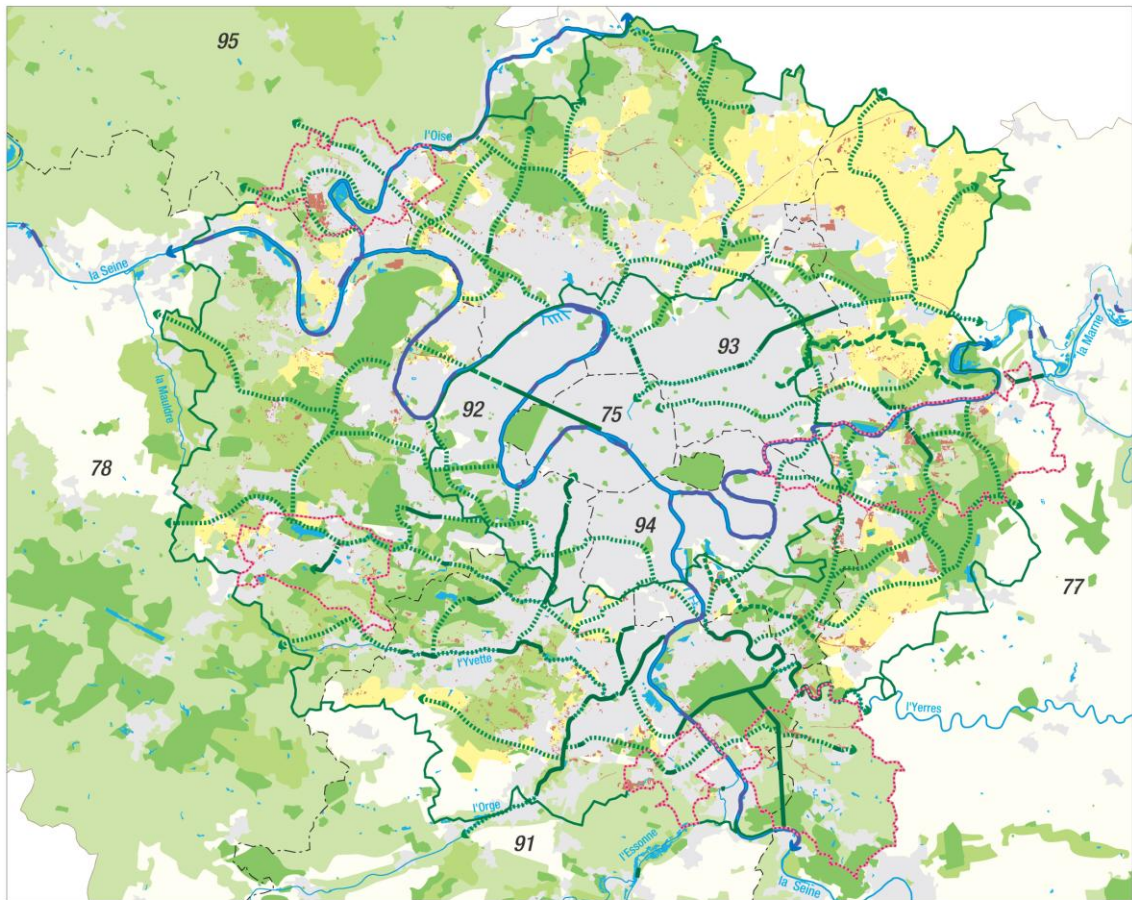 95
l'Oise
la Seine
la Marne
93
la Mauldre
92
75
78
94
77
l'Yvette
l'Yerres
l'Orge
91
l'Essonne
la Seine